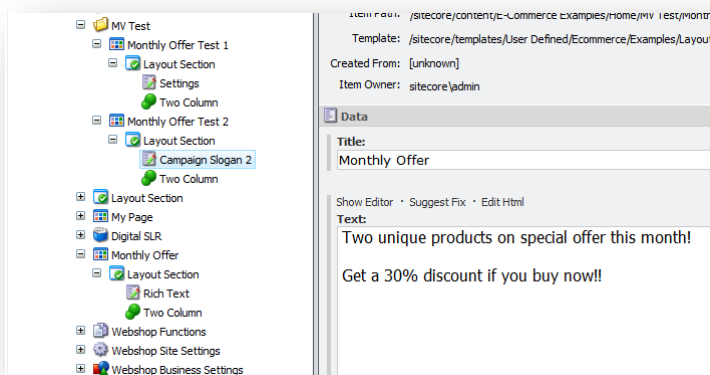 MV Test
Monthly Offer Test 1
Layout Section
Settings
Two Column
Monthly Offer Test 2
Layout Section
Campaign Slogan 2
Two Column
Layout Section
My Page
Digital SLR
Monthly Offer
Layout Section
Rich Text
Two Column
Webshop Functions
Webshop Site Settings
Webshop Business Settings
Item Path: /sitecore/content/E-Commerce Examples/Home/MV Test/Month
Template: /sitecore/templates/User Defined/Ecommerce/Examples/Layout
Created From: [unknown]
Item Owner: sitecore\admin
Data
Title:
Monthly Offer
Show Editor · Suggest Fix · Edit Html
Text:
Two unique products on special offer this month!
Get a 30% discount if you buy now!!